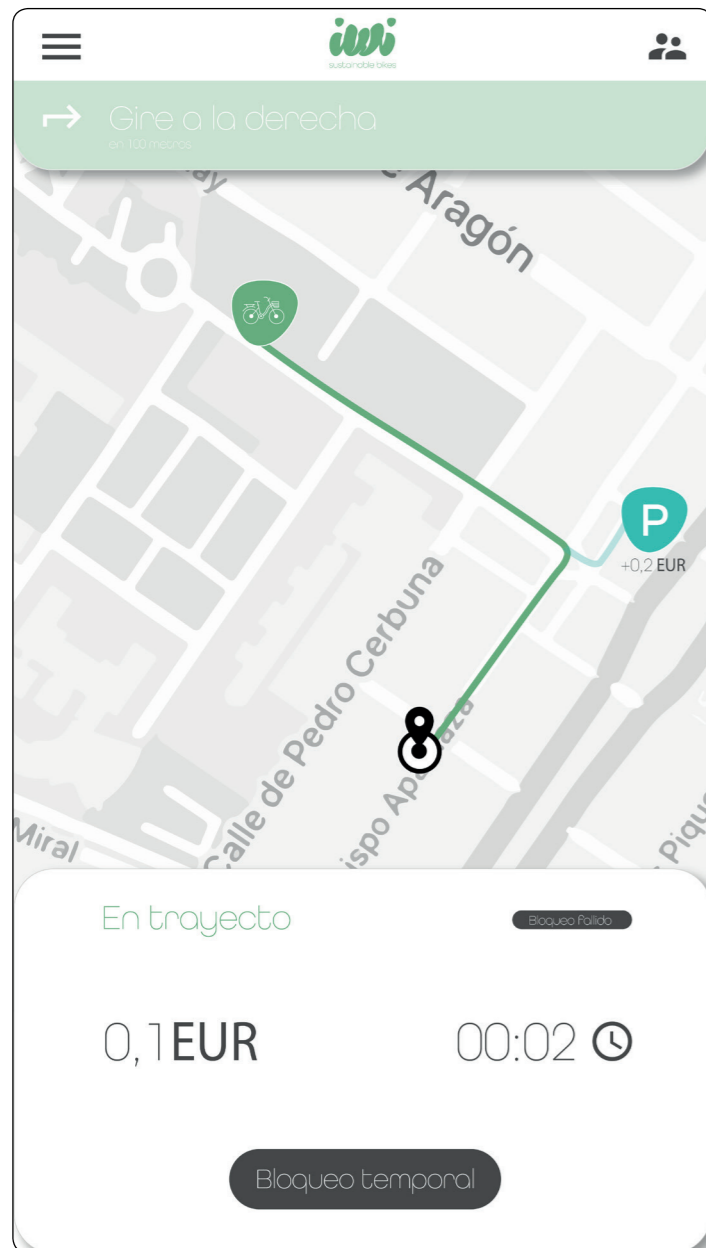 iwi
sustainable bikes
Gire a la derecha
en 100 metros
Aragón
P
+0,2 EUR
Calle de Pedro Cerbuna
Miral
En trayecto
Bloqueo fallido
0,1EUR
00:02
Bloqueo temporal